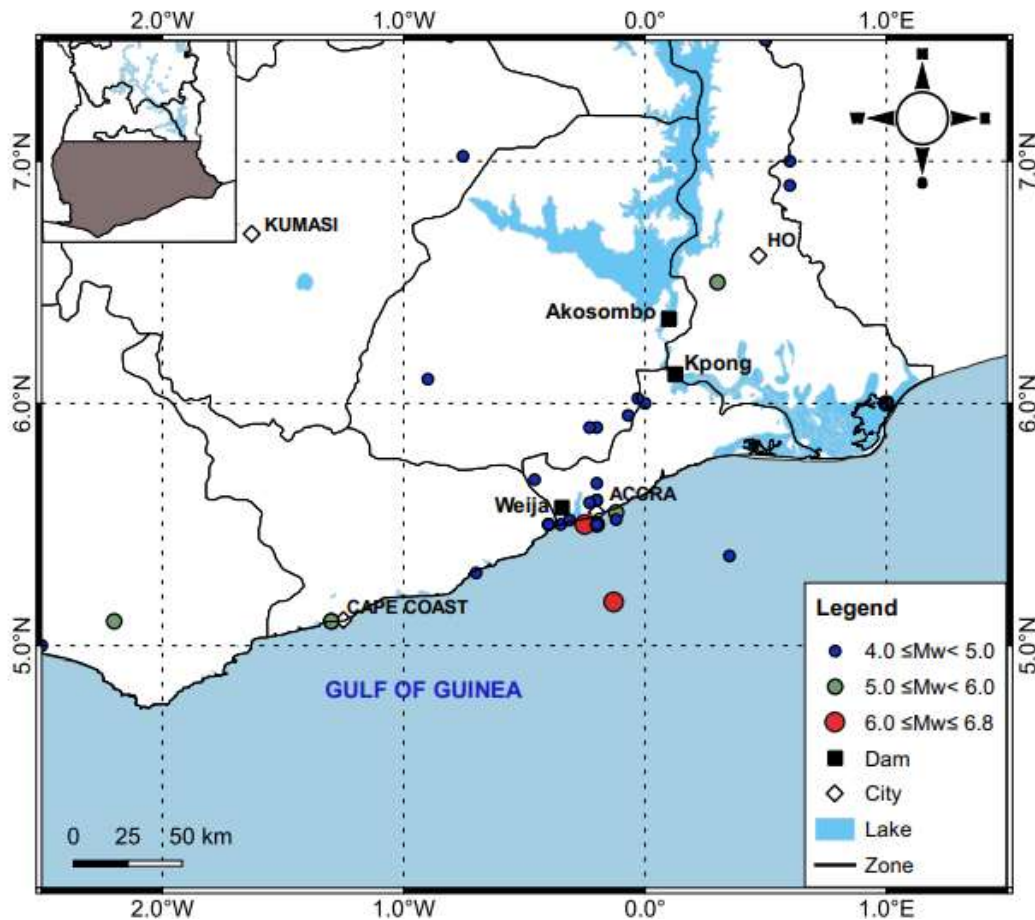 2.0°W 1.0°W 0.0° 1.0°E
7.0°N 7.0°N
W
KUMASI
HO
Akosombo
Kpong
6.0°N 6.0°N
Weija ACCRA
CAPE COAST
5.0°N 5.0°N
GULF OF GUINEA
Legend
4.0 ≤Mw< 5.0
5.0 ≤Mw< 6.0
6.0 ≤Mw≤ 6.8
Dam
City
Lake
Zone
0 25 50 km
2.0°W 1.0°W 0.0° 1.0°E